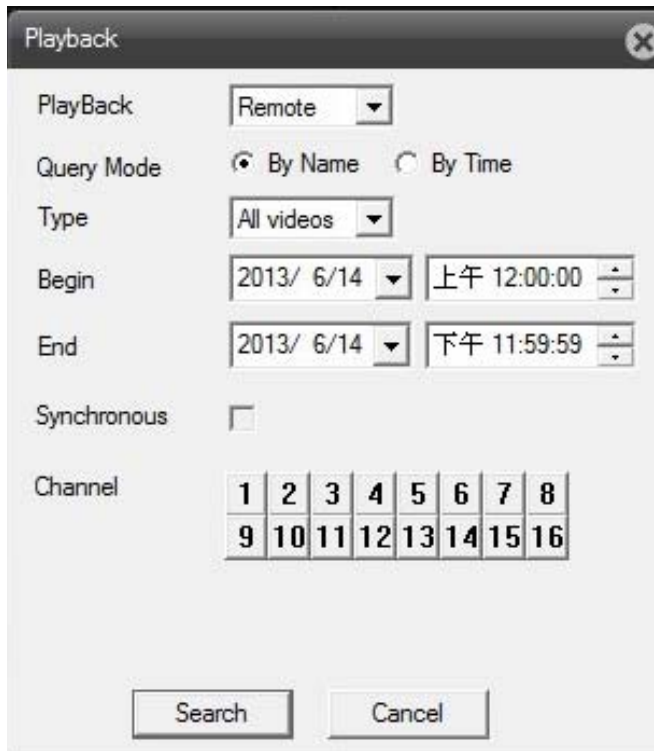 Playback
PlayBack Remote
Query Mode By Name By Time
Type All videos
Begin 2013/ 6/14 上午 12:00:00
End 2013/ 6/14 下午 11:59:59
Synchronous
Channel 1 2 3 4 5 6 7 8
9 10 11 12 13 14 15 16
Search Cancel